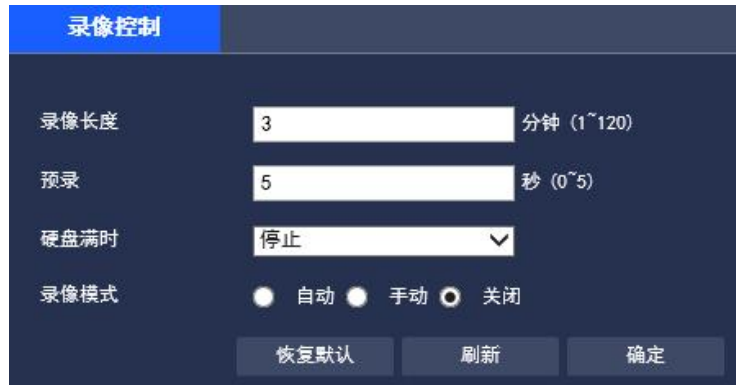 录像控制
录像长度 3 分钟 (1~120)
预录 5 秒 (0~5)
硬盘满时 停止
录像模式 自动 手动 关闭
恢复默认 刷新 确定